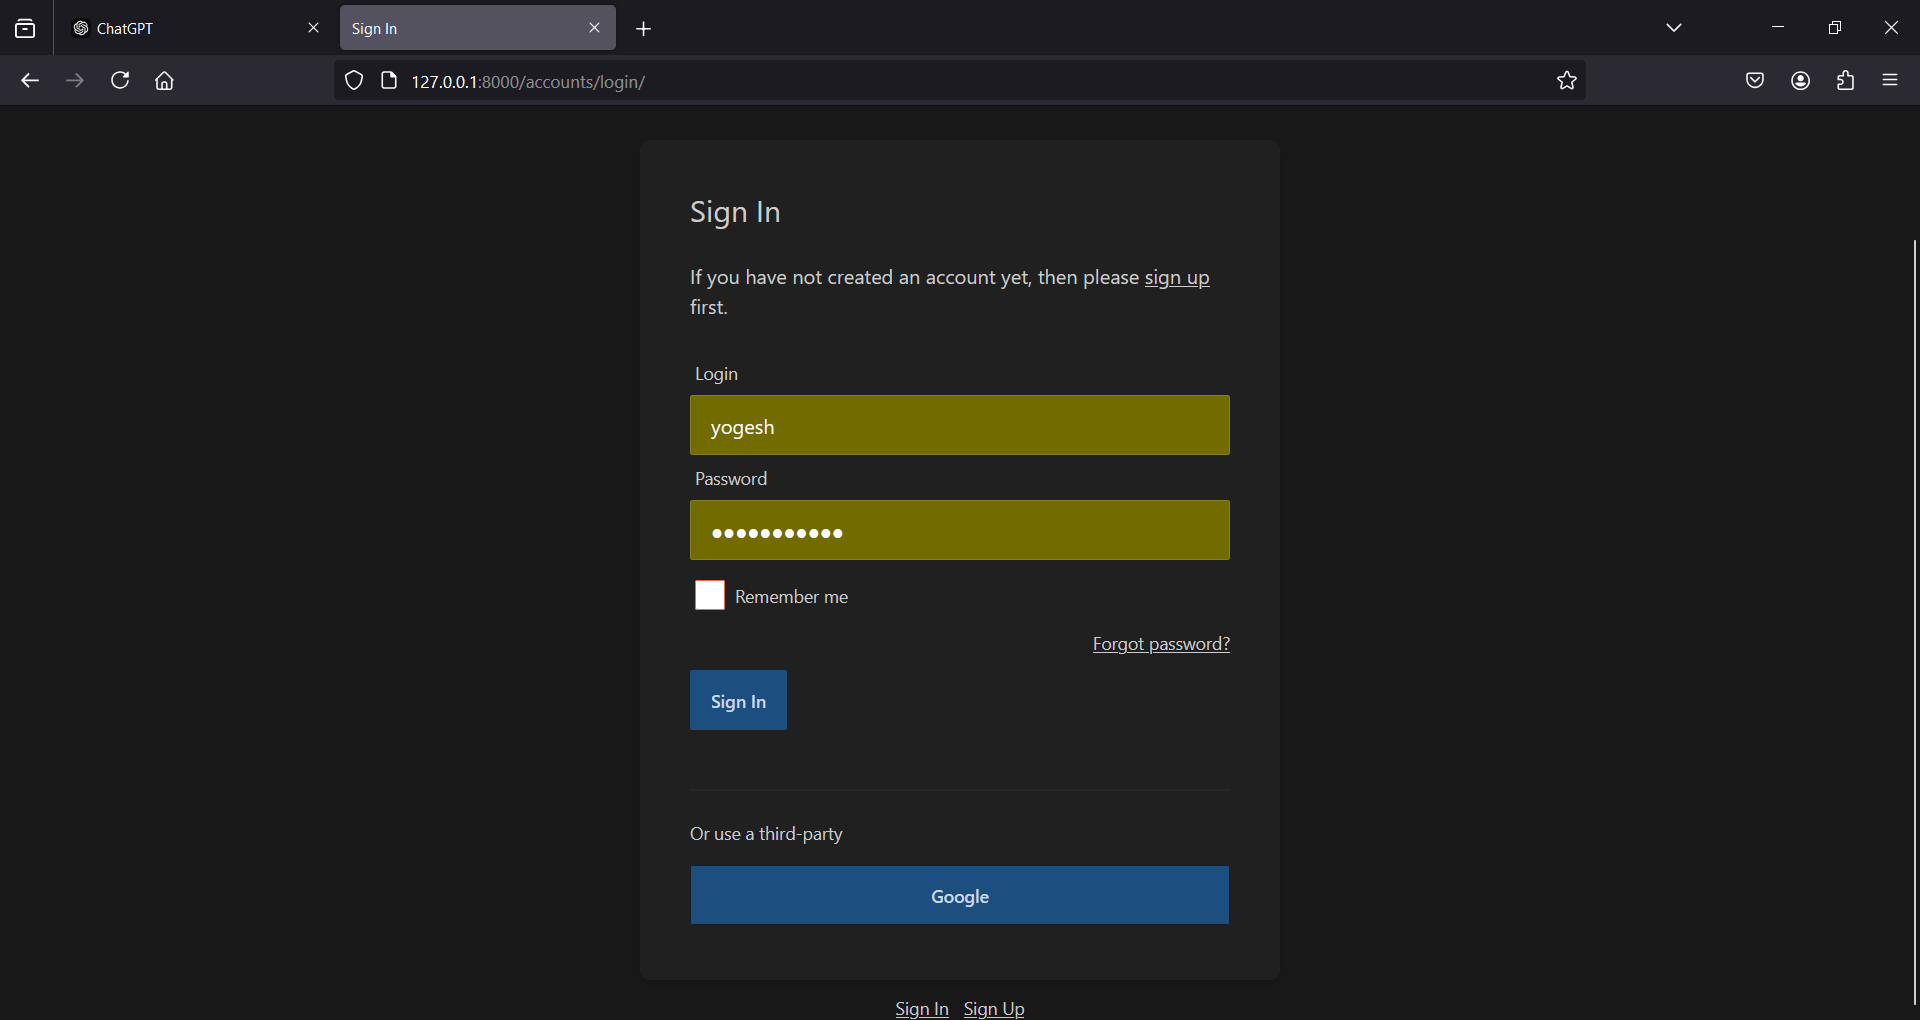 ChatGPT
Sign In
127.0.0.1:8000/accounts/login/
Sign In
If you have not created an account yet, then please sign up
first.
Login
yogesh
Password
●●●●●●●●●●●
Remember me
Forgot password?
Sign In
Or use a third-party
Google
Sign In Sign Up